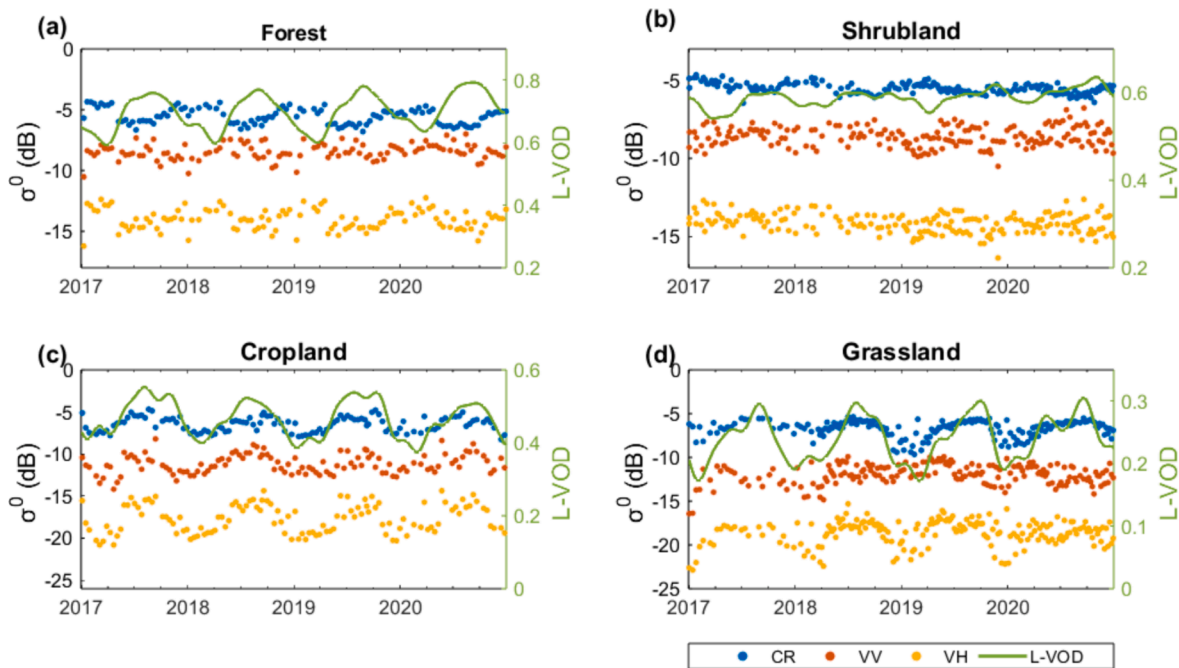 (a) Forest
0
-5
-10
-15
σ⁰ (dB)
0.8
0.6
0.4
0.2
L-VOD
2017 2018 2019 2020
(b) Shrubland
-5
-10
-15
σ⁰ (dB)
0.6
0.4
0.2
L-VOD
2017 2018 2019 2020
(c) Cropland
0
-5
-10
-15
-20
-25
σ⁰ (dB)
0.6
0.4
0.2
0
L-VOD
2017 2018 2019 2020
(d) Grassland
0
-5
-10
-15
-20
-25
σ⁰ (dB)
0.3
0.2
0.1
0
L-VOD
2017 2018 2019 2020
CR VV VH L-VOD